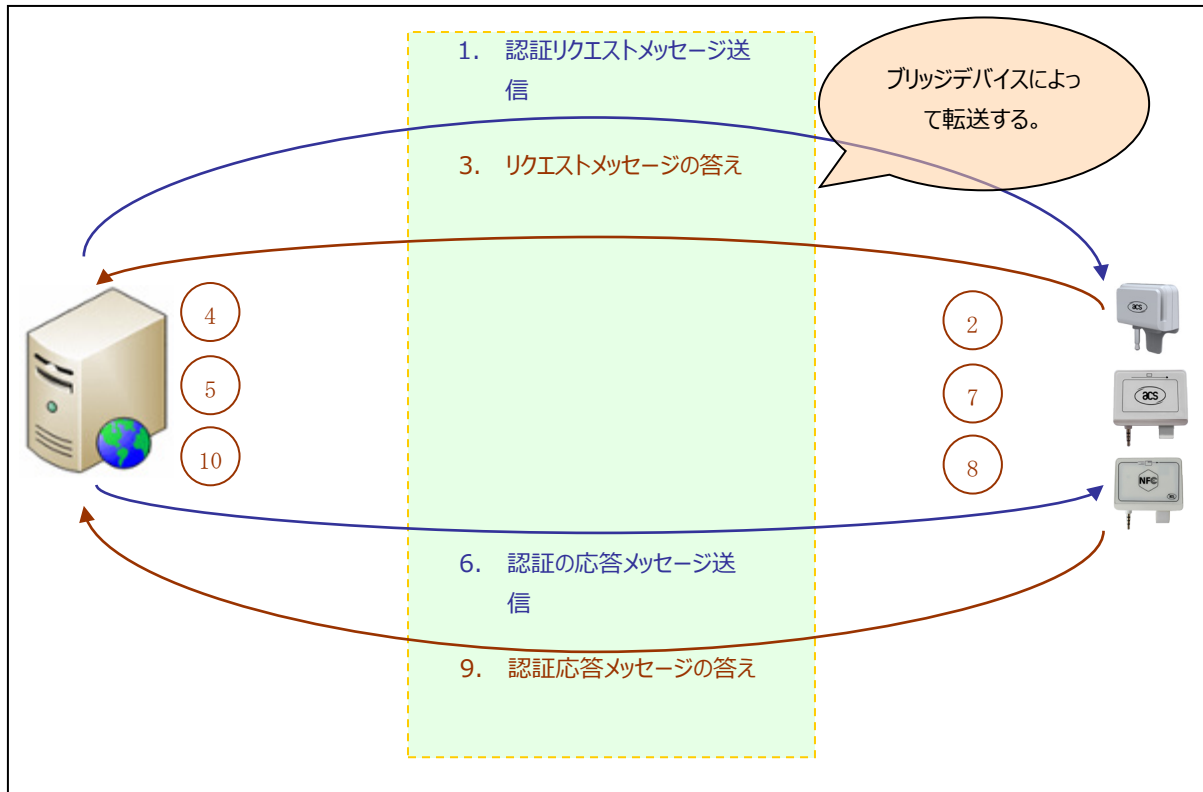 1. 認証リクエストメッセージ送
信
ブリッジデバイスによっ
て転送する。
3. リクエストメッセージの答え
4
5
10
2
7
8
acs
acs
NFC
6. 認証の応答メッセージ送
信
9. 認証応答メッセージの答え